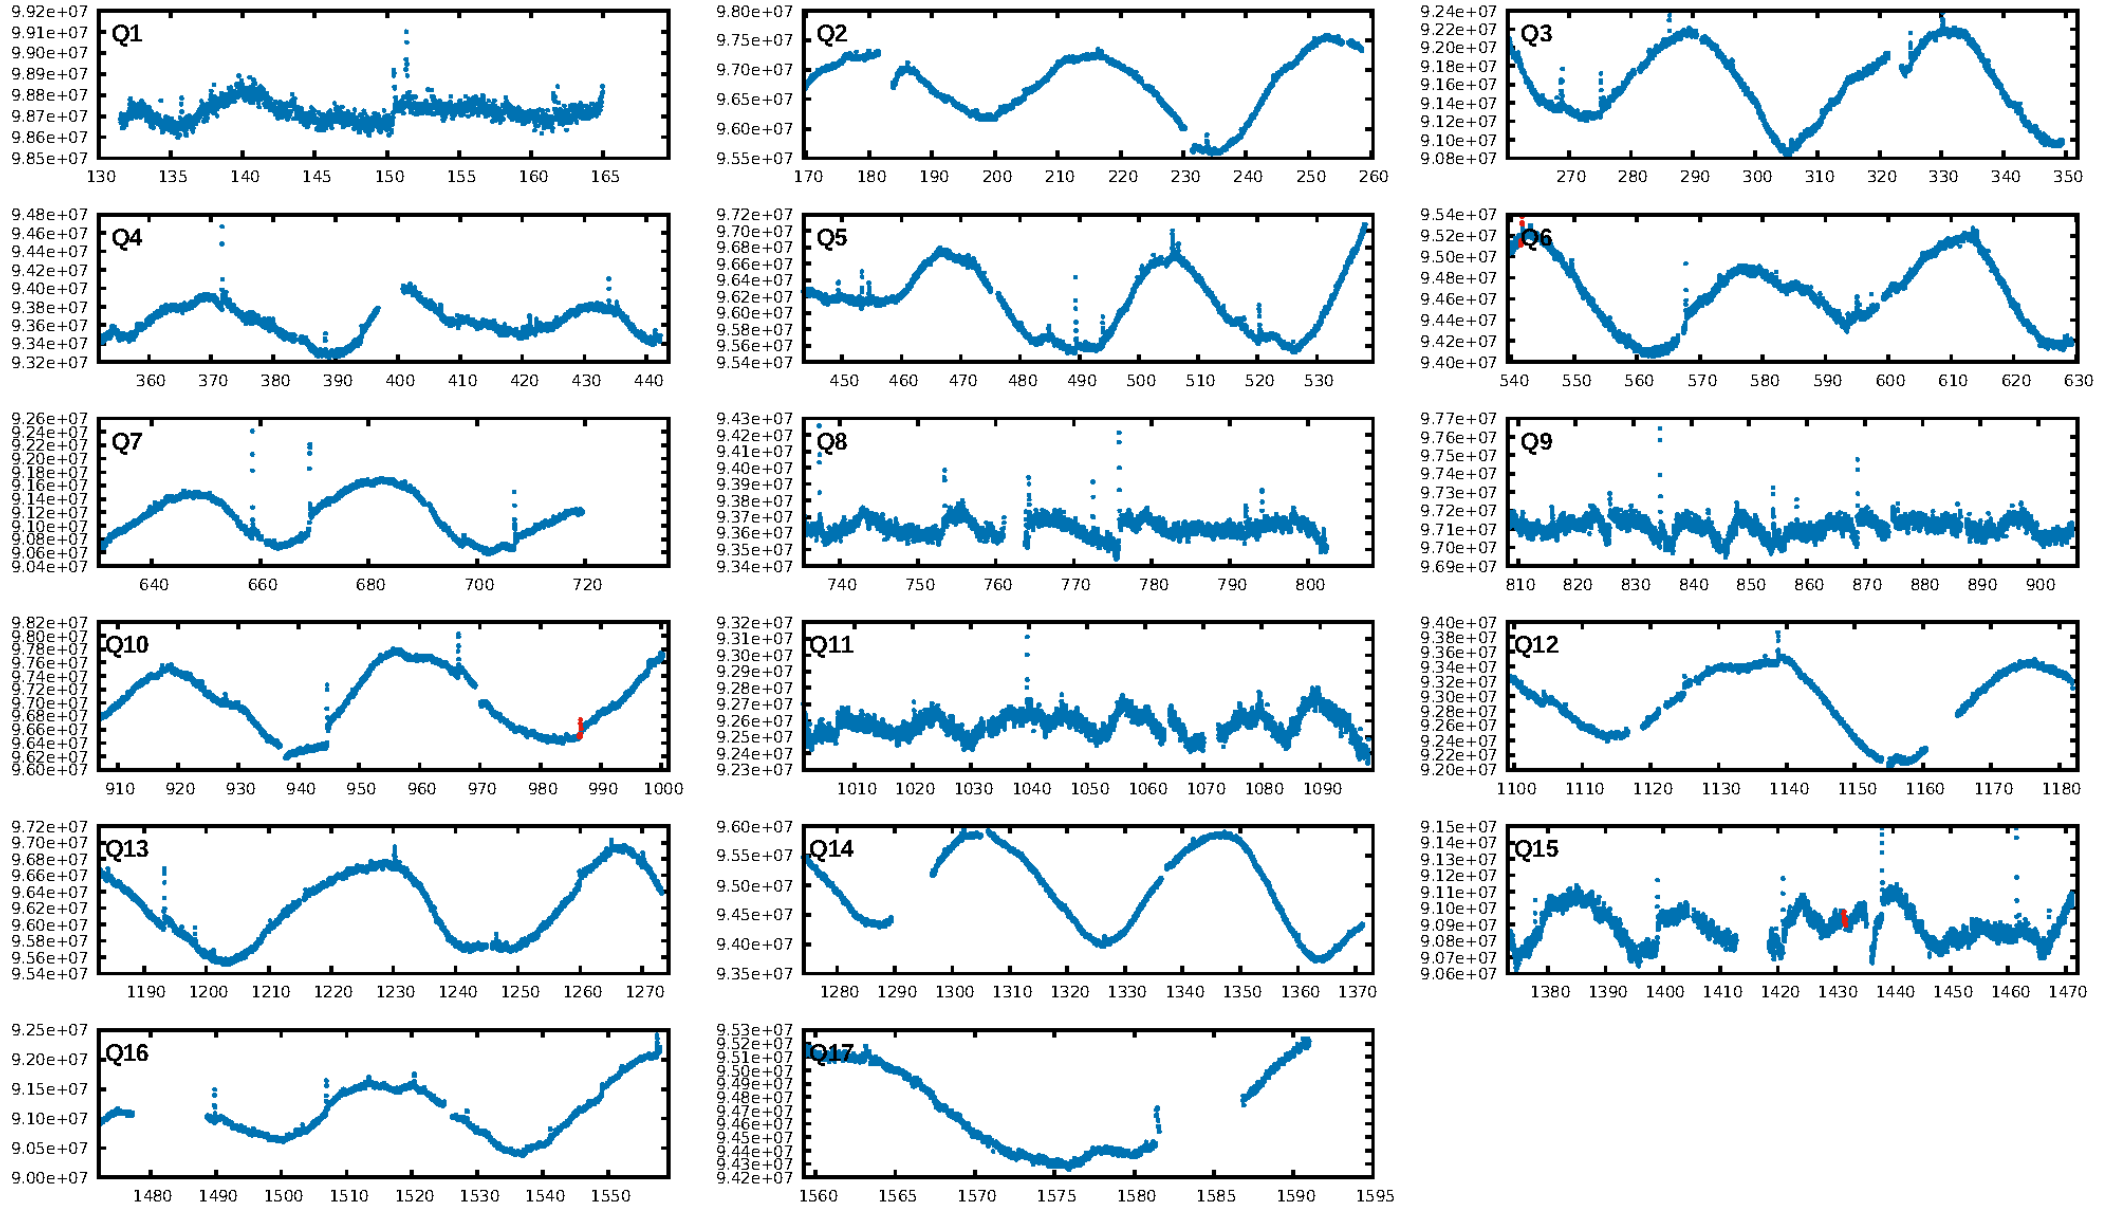 9.92e+07
9.91e+07
9.90e+07
9.89e+07
9.88e+07
9.87e+07
9.86e+07
9.85e+07
Q1
130 135 140 145 150 155 160 165
9.80e+07
9.75e+07
9.70e+07
9.65e+07
9.60e+07
9.55e+07
Q2
170 180 190 200 210 220 230 240 250 260
9.24e+07
9.22e+07
9.20e+07
9.18e+07
9.16e+07
9.14e+07
9.12e+07
9.10e+07
9.08e+07
Q3
270 280 290 300 310 320 330 340 350
9.48e+07
9.46e+07
9.44e+07
9.42e+07
9.40e+07
9.38e+07
9.36e+07
9.34e+07
9.32e+07
Q4
360 370 380 390 400 410 420 430 440
9.72e+07
9.70e+07
9.68e+07
9.66e+07
9.64e+07
9.62e+07
9.60e+07
9.58e+07
9.56e+07
9.54e+07
Q5
450 460 470 480 490 500 510 520 530
9.54e+07
9.52e+07
9.50e+07
9.48e+07
9.46e+07
9.44e+07
9.42e+07
9.40e+07
Q6
540 550 560 570 580 590 600 610 620 630
9.26e+07
9.24e+07
9.22e+07
9.20e+07
9.18e+07
9.16e+07
9.14e+07
9.12e+07
9.10e+07
9.08e+07
9.06e+07
9.04e+07
Q7
640 660 680 700 720
9.43e+07
9.42e+07
9.41e+07
9.40e+07
9.39e+07
9.38e+07
9.37e+07
9.36e+07
9.35e+07
9.34e+07
Q8
740 750 760 770 780 790 800
9.77e+07
9.76e+07
9.75e+07
9.74e+07
9.73e+07
9.72e+07
9.71e+07
9.70e+07
9.69e+07
Q9
810 820 830 840 850 860 870 880 890 900
9.82e+07
9.80e+07
9.78e+07
9.76e+07
9.74e+07
9.72e+07
9.70e+07
9.68e+07
9.66e+07
9.64e+07
9.62e+07
9.60e+07
Q10
910 920 930 940 950 960 970 980 990 1000
9.32e+07
9.31e+07
9.30e+07
9.29e+07
9.28e+07
9.27e+07
9.26e+07
9.25e+07
9.24e+07
9.23e+07
Q11
1010 1020 1030 1040 1050 1060 1070 1080 1090
9.40e+07
9.38e+07
9.36e+07
9.34e+07
9.32e+07
9.30e+07
9.28e+07
9.26e+07
9.24e+07
9.22e+07
9.20e+07
Q12
1100 1110 1120 1130 1140 1150 1160 1170 1180
9.72e+07
9.70e+07
9.68e+07
9.66e+07
9.64e+07
9.62e+07
9.60e+07
9.58e+07
9.56e+07
9.54e+07
Q13
1190 1200 1210 1220 1230 1240 1250 1260 1270
9.60e+07
9.55e+07
9.50e+07
9.45e+07
9.40e+07
9.35e+07
Q14
1280 1290 1300 1310 1320 1330 1340 1350 1360 1370
9.15e+07
9.14e+07
9.13e+07
9.12e+07
9.11e+07
9.10e+07
9.09e+07
9.08e+07
9.07e+07
9.06e+07
Q15
1380 1390 1400 1410 1420 1430 1440 1450 1460 1470
9.25e+07
9.20e+07
9.15e+07
9.10e+07
9.05e+07
9.00e+07
Q16
1480 1490 1500 1510 1520 1530 1540 1550
9.53e+07
9.52e+07
9.51e+07
9.50e+07
9.49e+07
9.48e+07
9.47e+07
9.46e+07
9.45e+07
9.44e+07
9.43e+07
9.42e+07
Q17
1560 1565 1570 1575 1580 1585 1590 1595